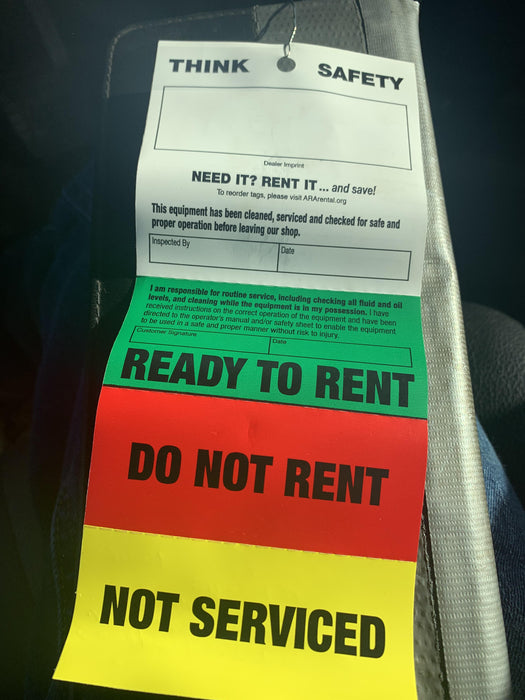 THINK SAFETY
Dealer Imprint
NEED IT? RENT IT ... and save!
To reorder tags, please visit ARArental.org
This equipment has been cleaned, serviced and checked for safe and
proper operation before leaving our shop.
Inspected By Date
I am responsible for routine service, including checking all fluid and oil
levels, and cleaning while the equipment is in my possession. I have
received instructions on the correct operation of the equipment and have been
directed to the operator's manual and/or safety sheet to enable the equipment
to be used in a safe and proper manner without risk to injury.
Customer Signature Date
READY TO RENT
DO NOT RENT
NOT SERVICED